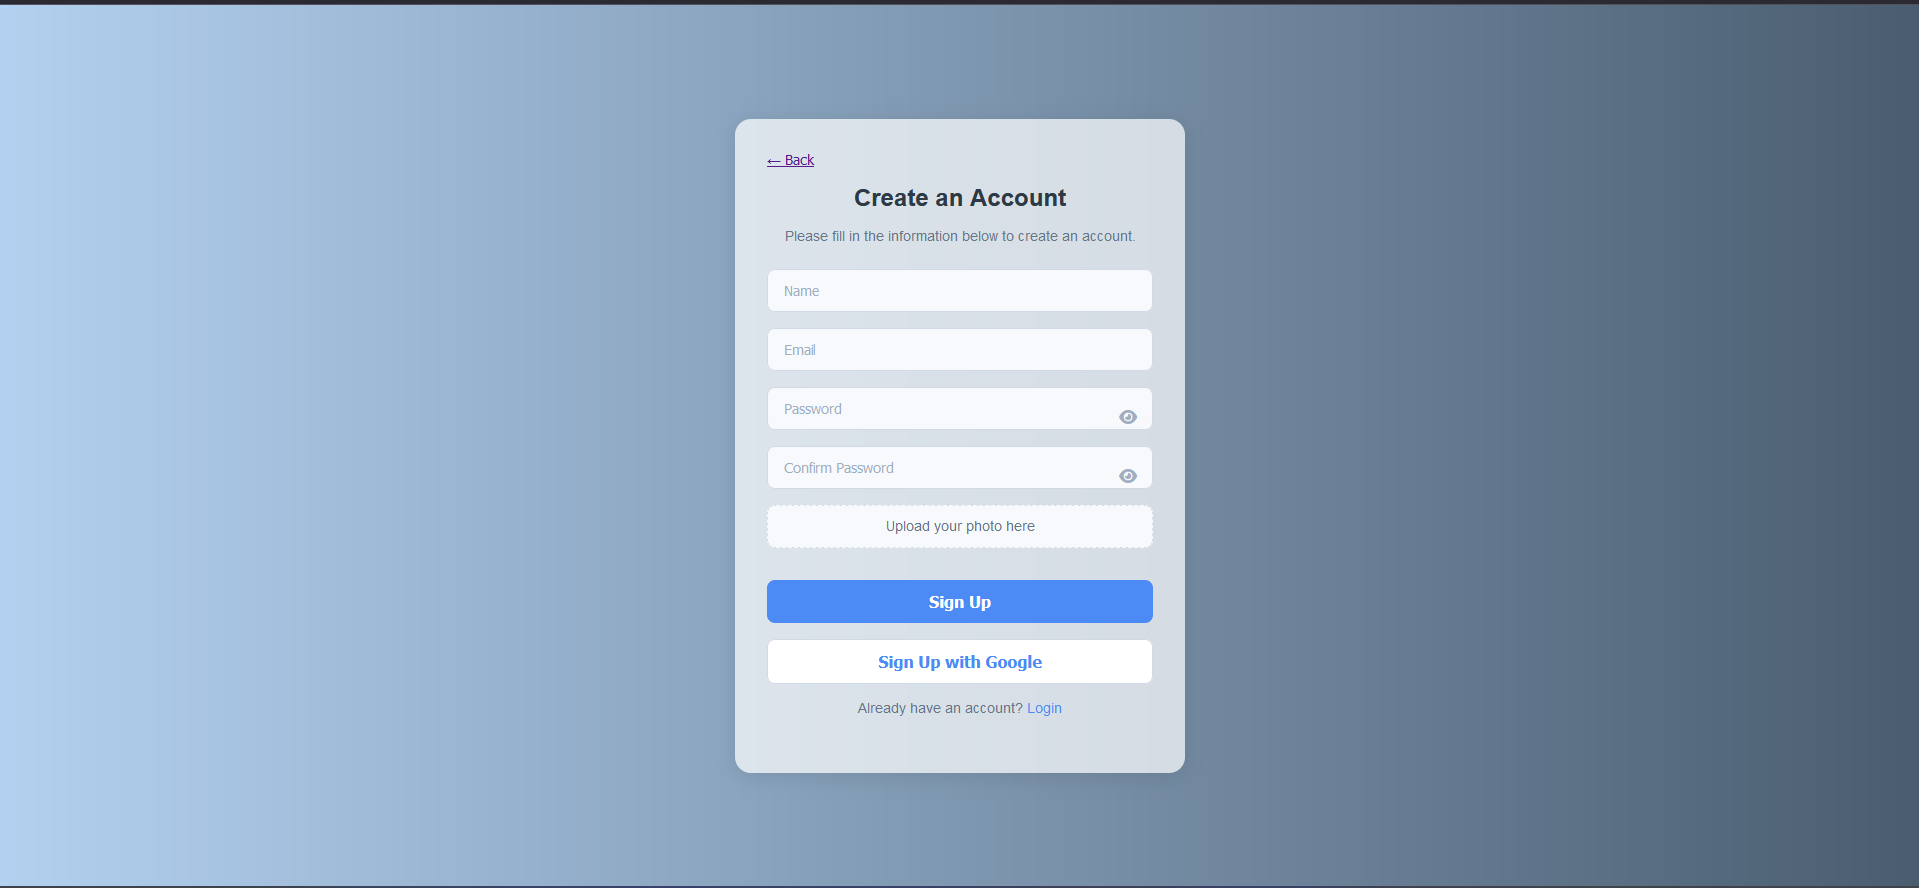 ← Back
Create an Account
Please fill in the information below to create an account.
Name
Email
Password
Confirm Password
Upload your photo here
Sign Up
Sign Up with Google
Already have an account? Login